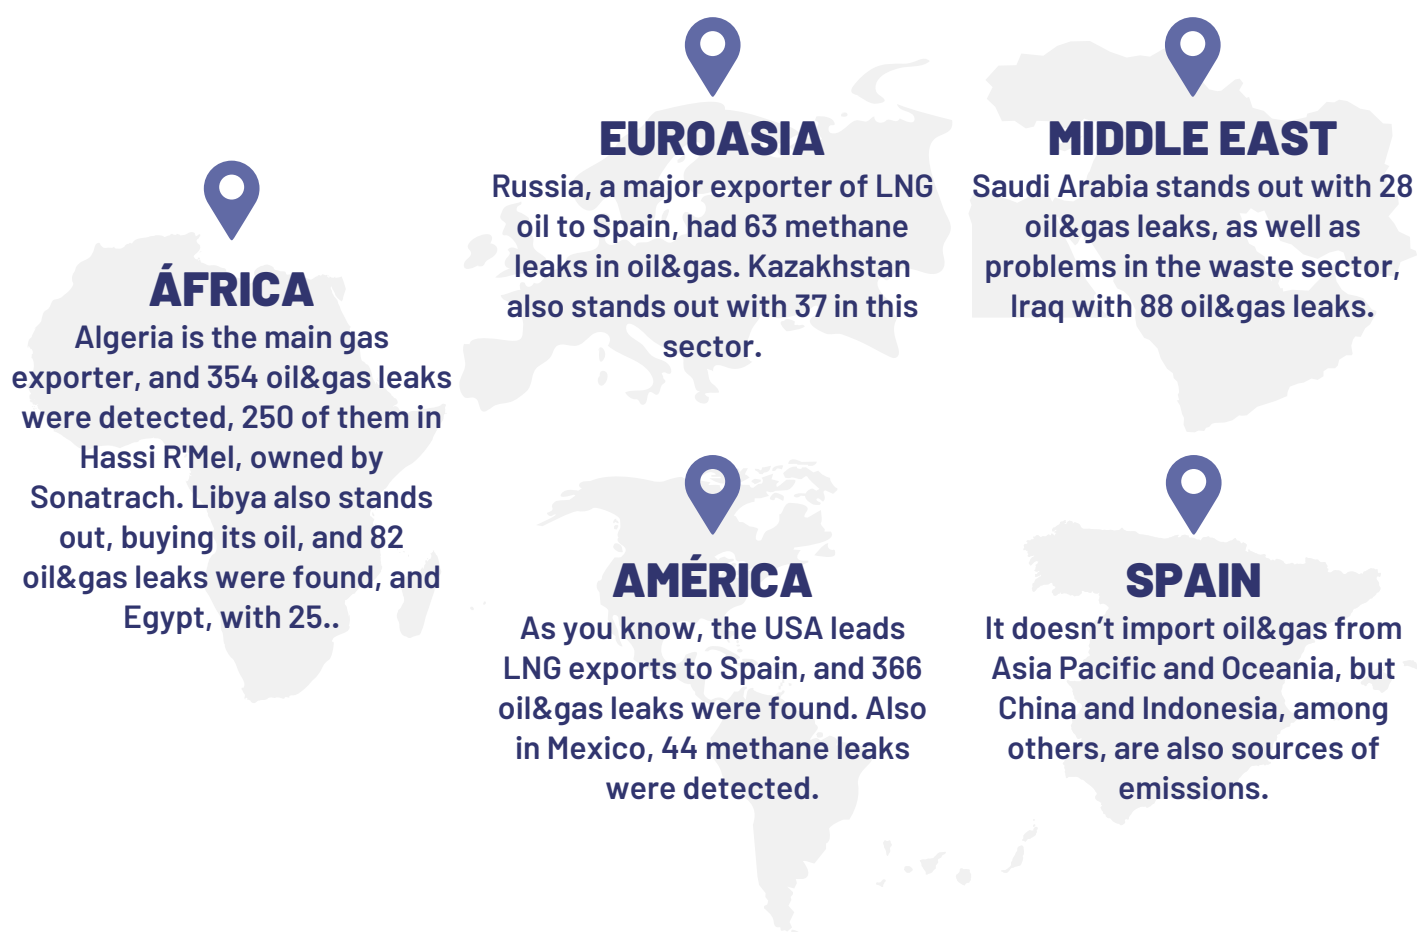 ÁFRICA
Algeria is the main gas
exporter, and 354 oil&gas leaks
were detected, 250 of them in
Hassi R'Mel, owned by
Sonatrach. Libya also stands
out, buying its oil, and 82
oil&gas leaks were found, and
Egypt, with 25..
EUROASIA
Russia, a major exporter of LNG
oil to Spain, had 63 methane
leaks in oil&gas. Kazakhstan
also stands out with 37 in this
sector.
MIDDLE EAST
Saudi Arabia stands out with 28
oil&gas leaks, as well as
problems in the waste sector,
Iraq with 88 oil&gas leaks.
AMÉRICA
As you know, the USA leads
LNG exports to Spain, and 366
oil&gas leaks were found. Also
in Mexico, 44 methane leaks
were detected.
SPAIN
It doesn’t import oil&gas from
Asia Pacific and Oceania, but
China and Indonesia, among
others, are also sources of
emissions.